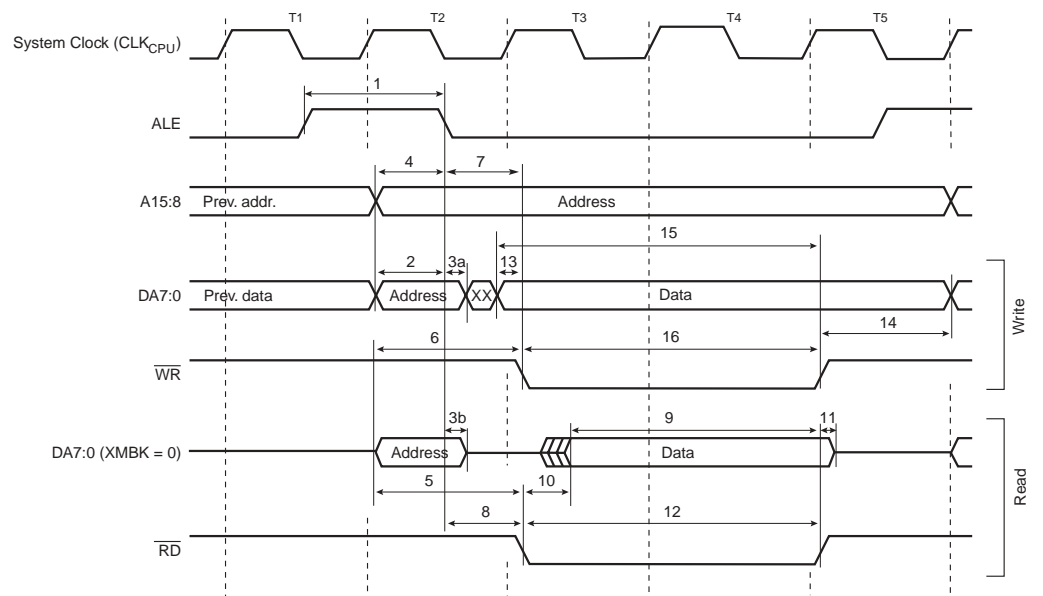 T1 T2 T3 T4 T5
System Clock (CLKCPU)
1
ALE
4 7
A15:8 Prev. addr. Address
15
2 3a 13
DA7:0 Prev. data Address XX Data
14
6 16
WR
Write
3b 9 11
DA7:0 (XMBK = 0) Address Data
5 10
8 12
RD
Read